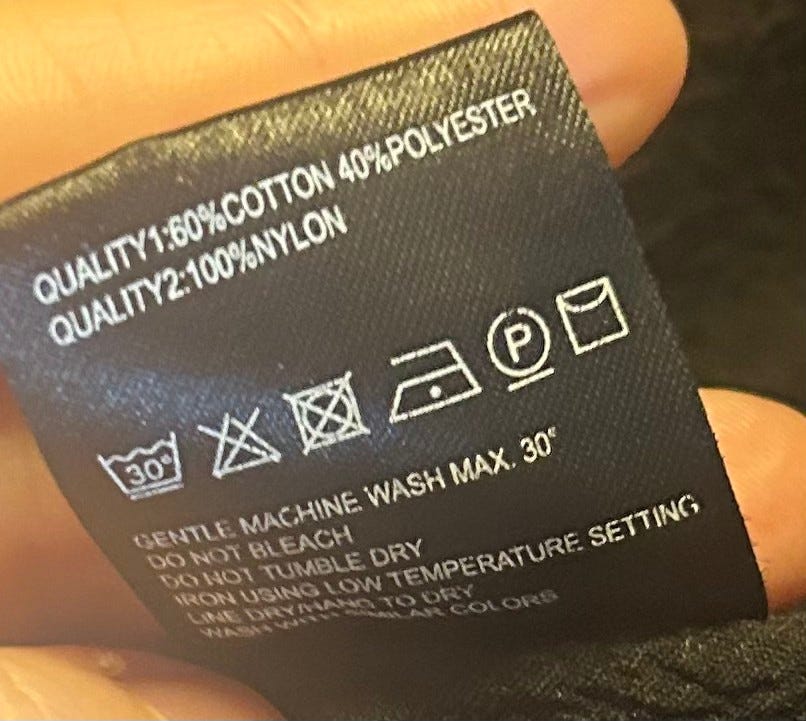 QUALITY1:60%COTTON 40%POLYESTER
QUALITY2:100%NYLON
30°
P
GENTLE MACHINE WASH MAX. 30°
DO NOT BLEACH
DO NOT TUMBLE DRY
IRON USING LOW TEMPERATURE SETTING
LINE DRY/HANG TO DRY
WASH WITH SIMILAR COLORS